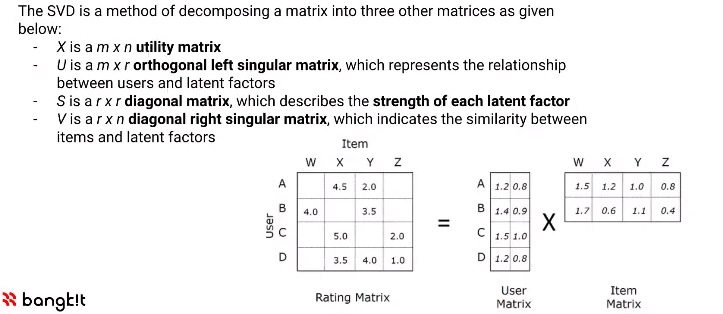 The SVD is a method of decomposing a matrix into three other matrices as given
below:
- X is a m x n utility matrix
- U is a m x r orthogonal left singular matrix, which represents the relationship
between users and latent factors
- S is a r x r diagonal matrix, which describes the strength of each latent factor
- V is a r x n diagonal right singular matrix, which indicates the similarity between
items and latent factors
Item
W X Y Z
W X Y Z
User
A 4.5 2.0
B 4.0 3.5
C 5.0 2.0
D 3.5 4.0 1.0
=
A 1.2 0.8
B 1.4 0.9
C 1.5 1.0
D 1.2 0.8
X
1.5 1.2 1.0 0.8
1.7 0.6 1.1 0.4
Rating Matrix
User
Matrix
Item
Matrix
bangk!t